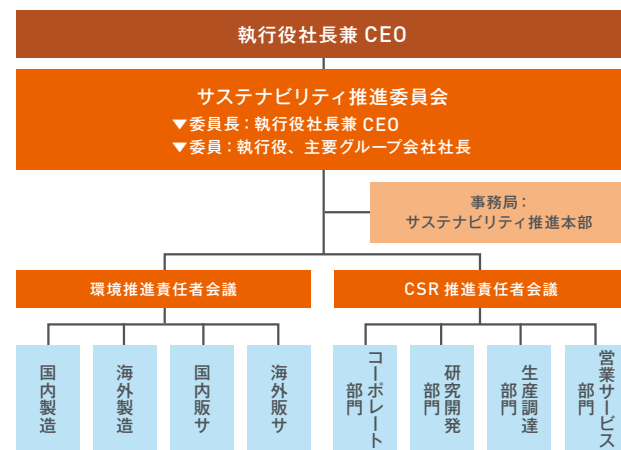 執行役社長兼 CEO
サステナビリティ推進委員会
▼委員長：執行役社長兼 CEO
▼委員：執行役、主要グループ会社社長
事務局：
サステナビリティ推進本部
環境推進責任者会議
CSR 推進責任者会議
国内製造
海外製造
国内販サ
海外販サ
コーポレート
部門
研究開発
部門
生産調達
部門
営業サービス
部門